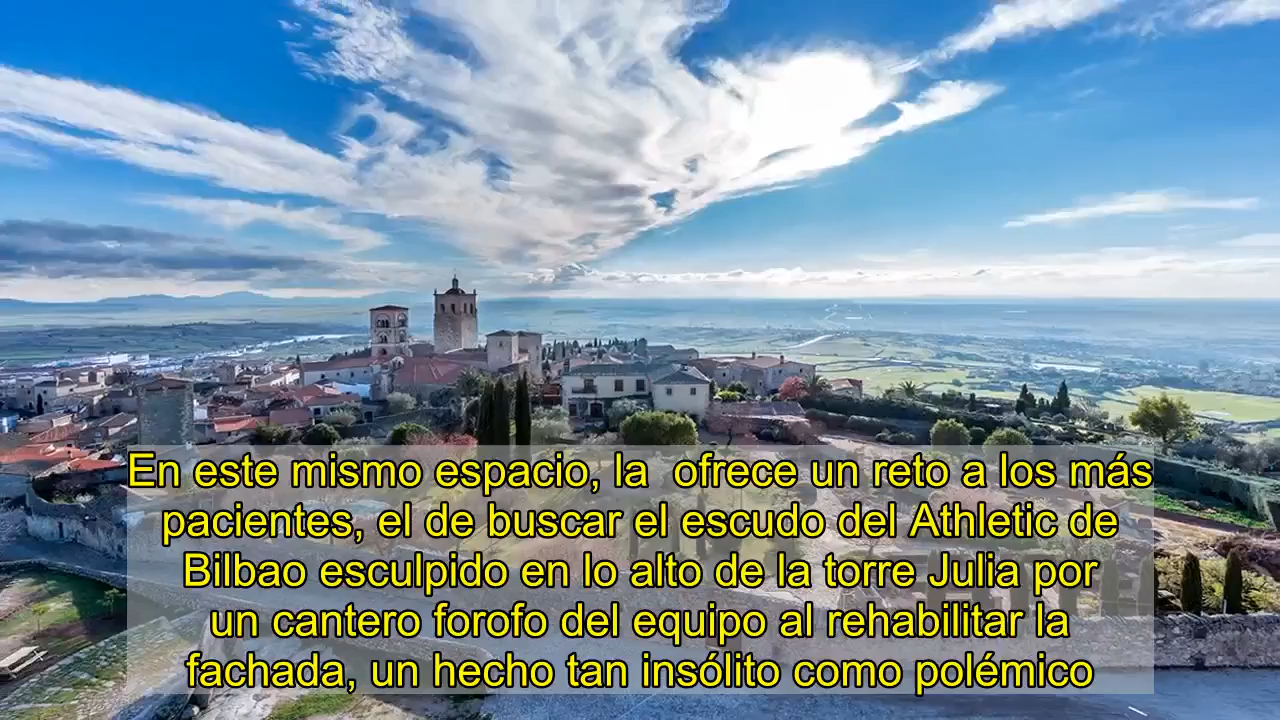 En este mismo espacio, la  ofrece un reto a los más
pacientes, el de buscar el escudo del Athletic de
Bilbao esculpido en lo alto de la torre Julia por
un cantero forofo del equipo al rehabilitar la
fachada, un hecho tan insólito como polémico